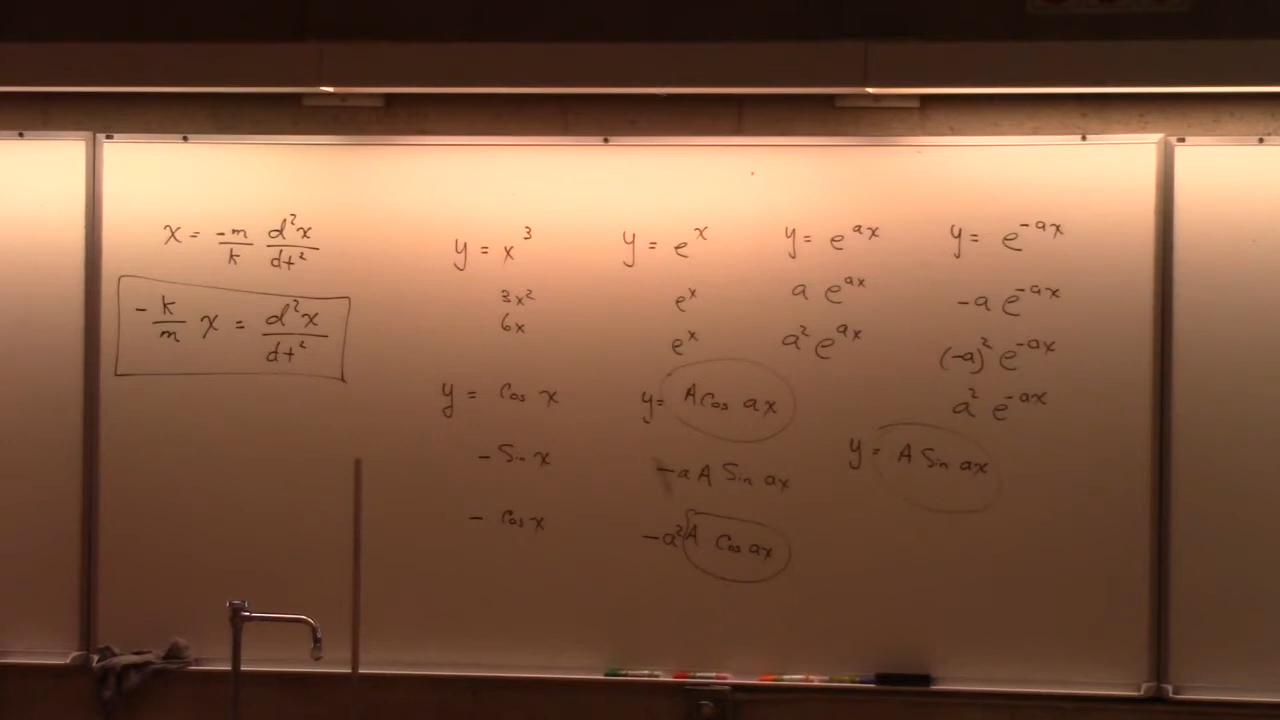 x = -m/k d²x/dt²
-k/m x = d²x/dt²
y = x³
3x²
6x
y = eˣ
eˣ
eˣ
y = e^ax
a e^ax
a² e^ax
y = e^-ax
-a e^-ax
(-a)² e^-ax
a² e^-ax
y = Cos x
- Sin x
- Cos x
y = A Cos ax
-a A Sin ax
-a² A Cos ax
y = A Sin ax